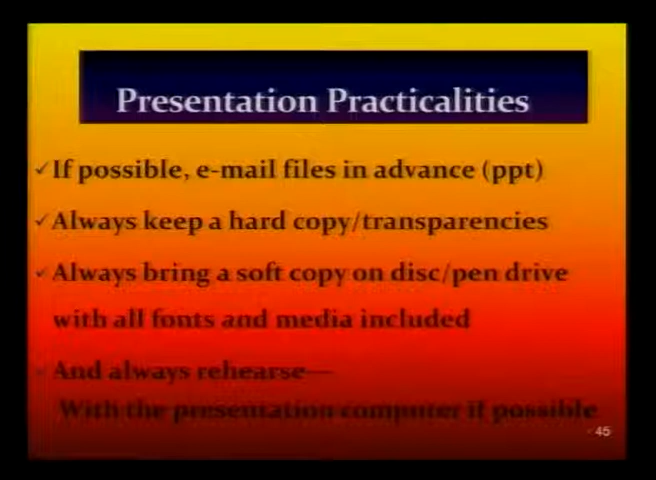 Presentation Practicalities
✓If possible, e-mail files in advance (ppt)
✓Always keep a hard copy/transparencies
✓Always bring a soft copy on disc/pen drive
with all fonts and media included
✓And always rehearse—
With the presentation computer if possible
45